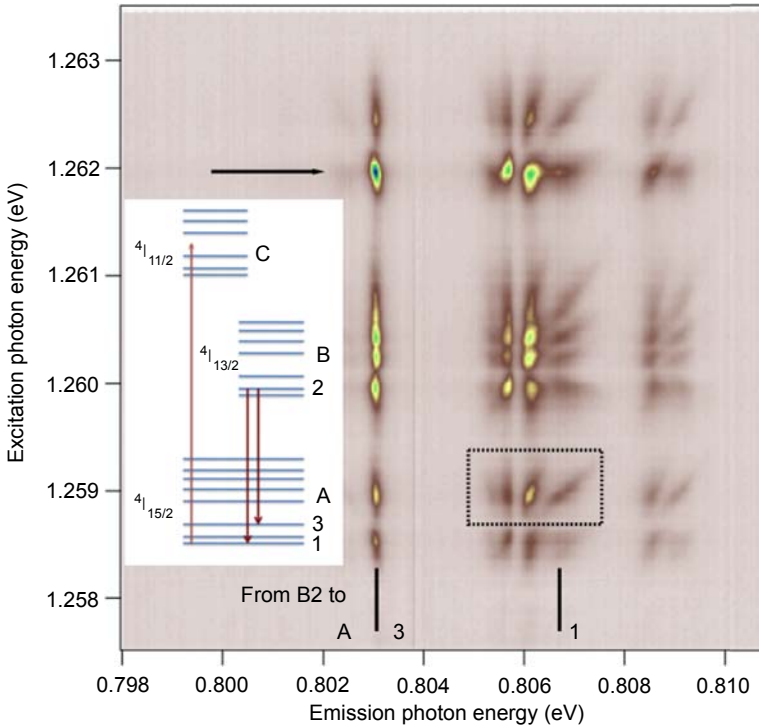 1.263
1.262
1.261
1.260
1.259
1.258
Excitation photon energy (eV)
⁴I₁₁/₂
C
⁴I₁₃/₂
B
2
⁴I₁₅/₂
A
3
1
From B2 to
A 3 1
0.798 0.800 0.802 0.803 0.804 0.806 0.808 0.810
Emission photon energy (eV)